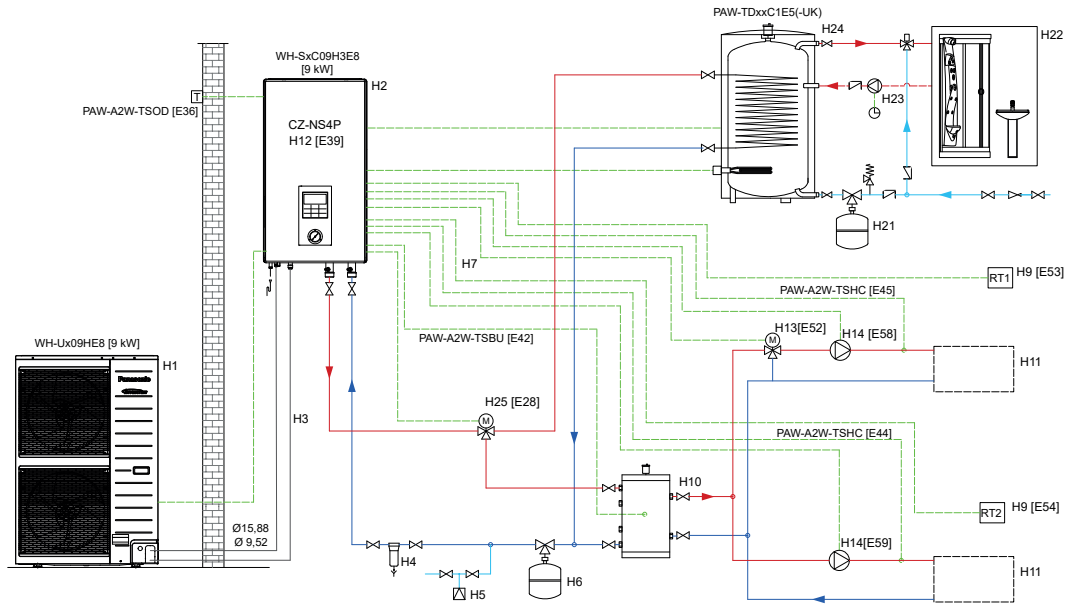 PAW-TDxxC1E5(-UK)
H24
H22
WH-SxC09H3E8
[9 kW]
H2
PAW-A2W-TSOD [E36]
T
CZ-NS4P
H12 [E39]
H23
H21
H7
RT1
H9 [E53]
PAW-A2W-TSHC [E45]
PAW-A2W-TSBU [E42]
H13[E52]
M
H14 [E58]
H11
WH-Ux09HE8 [9 kW]
H1
Panasonic
H3
H25 [E28]
M
PAW-A2W-TSHC [E44]
H10
RT2
H9 [E54]
Ø15,88
Ø 9,52
H14[E59]
H4
H5
H6
H11